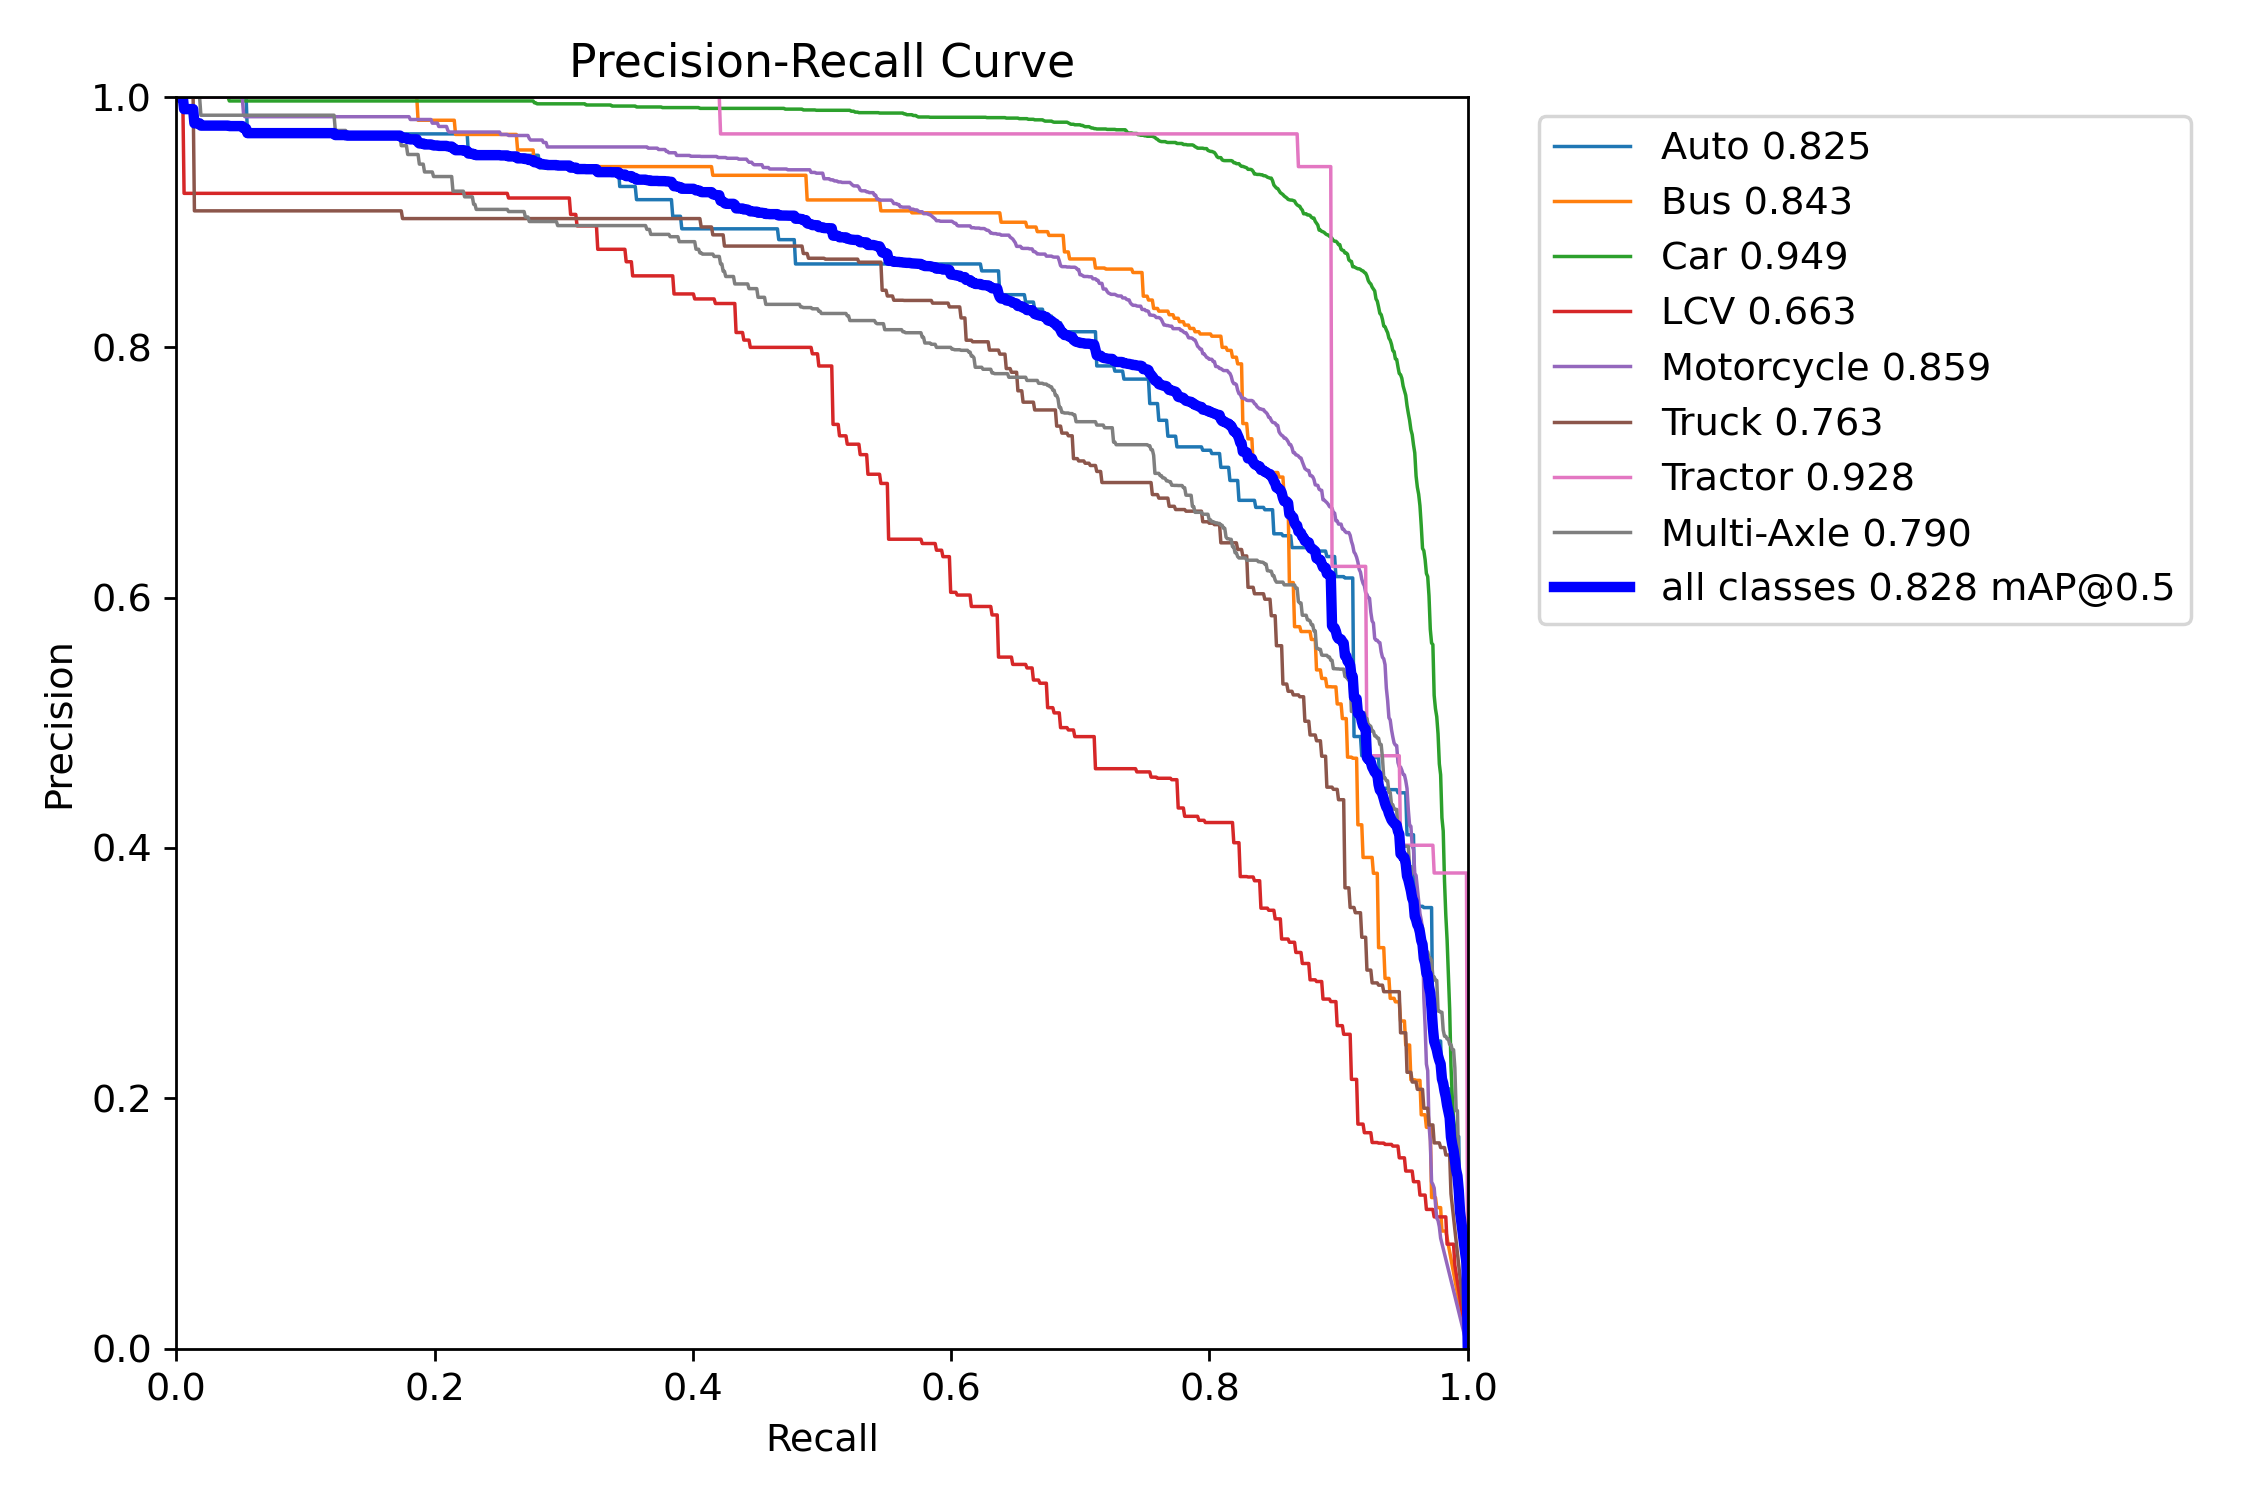 Precision-Recall Curve
1.0
0.8
0.6
0.4
0.2
0.0
Precision
0.0 0.2 0.4 0.6 0.8 1.0
Recall
Auto 0.825
Bus 0.843
Car 0.949
LCV 0.663
Motorcycle 0.859
Truck 0.763
Tractor 0.928
Multi-Axle 0.790
all classes 0.828 mAP@0.5